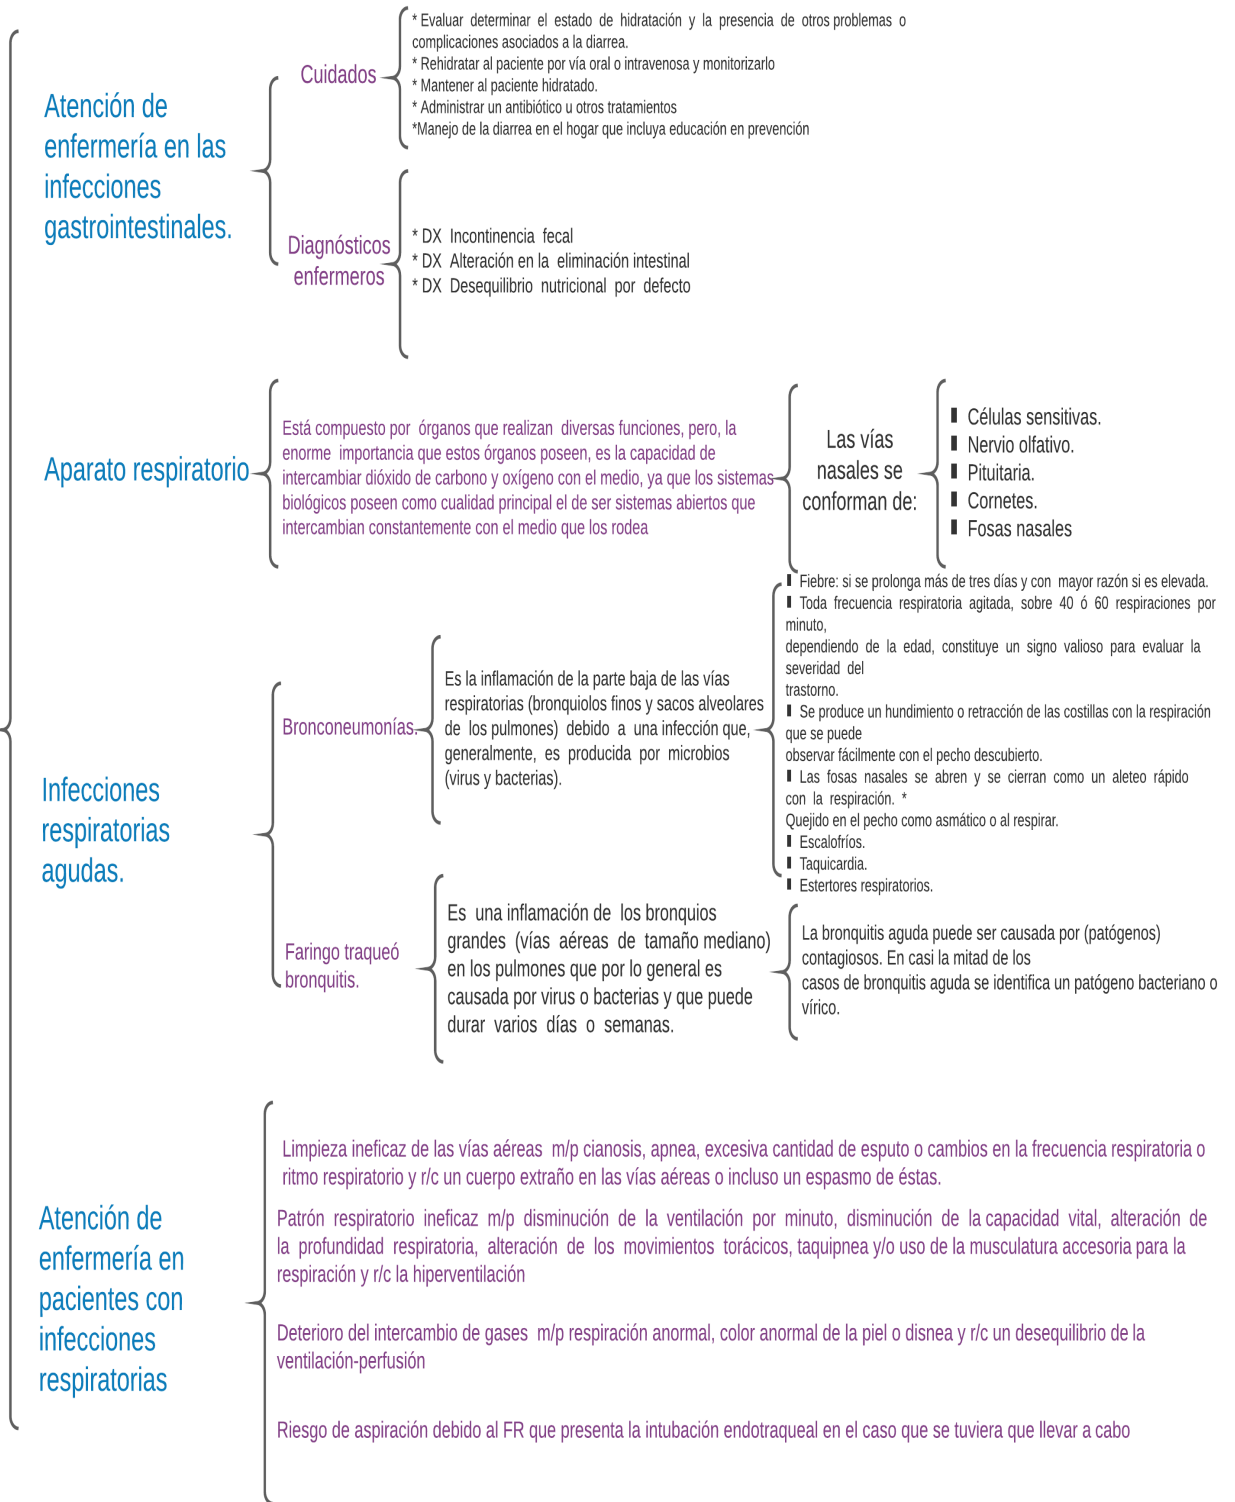 Atención de
enfermería en las
infecciones
gastrointestinales.
Cuidados
* Evaluar determinar el estado de hidratación y la presencia de otros problemas o
complicaciones asociados a la diarrea.
* Rehidratar al paciente por vía oral o intravenosa y monitorizarlo
* Mantener al paciente hidratado.
* Administrar un antibiótico u otros tratamientos
*Manejo de la diarrea en el hogar que incluya educación en prevención
Diagnósticos
enfermeros
* DX Incontinencia fecal
* DX Alteración en la eliminación intestinal
* DX Desequilibrio nutricional por defecto
Aparato respiratorio
Está compuesto por órganos que realizan diversas funciones, pero, la
enorme importancia que estos órganos poseen, es la capacidad de
intercambiar dióxido de carbono y oxígeno con el medio, ya que los sistemas
biológicos poseen como cualidad principal el de ser sistemas abiertos que
intercambian constantemente con el medio que los rodea
Las vías
nasales se
conforman de:
Células sensitivas.
Nervio olfativo.
Pituitaria.
Cornetes.
Fosas nasales
Infecciones
respiratorias
agudas.
Bronconeumonías.
Es la inflamación de la parte baja de las vías
respiratorias (bronquiolos finos y sacos alveolares
de los pulmones) debido a una infección que,
generalmente, es producida por microbios
(virus y bacterias).
Fiebre: si se prolonga más de tres días y con mayor razón si es elevada.
Toda frecuencia respiratoria agitada, sobre 40 ó 60 respiraciones por
minuto,
dependiendo de la edad, constituye un signo valioso para evaluar la
severidad del
trastorno.
Se produce un hundimiento o retracción de las costillas con la respiración
que se puede
observar fácilmente con el pecho descubierto.
Las fosas nasales se abren y se cierran como un aleteo rápido
con la respiración. *
Quejido en el pecho como asmático o al respirar.
Escalofríos.
Taquicardia.
Estertores respiratorios.
Faringo traqueó
bronquitis.
Es una inflamación de los bronquios
grandes (vías aéreas de tamaño mediano)
en los pulmones que por lo general es
causada por virus o bacterias y que puede
durar varios días o semanas.
La bronquitis aguda puede ser causada por (patógenos)
contagiosos. En casi la mitad de los
casos de bronquitis aguda se identifica un patógeno bacteriano o
vírico.
Atención de
enfermería en
pacientes con
infecciones
respiratorias
Limpieza ineficaz de las vías aéreas m/p cianosis, apnea, excesiva cantidad de esputo o cambios en la frecuencia respiratoria o
ritmo respiratorio y r/c un cuerpo extraño en las vías aéreas o incluso un espasmo de éstas.
Patrón respiratorio ineficaz m/p disminución de la ventilación por minuto, disminución de la capacidad vital, alteración de
la profundidad respiratoria, alteración de los movimientos torácicos, taquipnea y/o uso de la musculatura accesoria para la
respiración y r/c la hiperventilación
Deterioro del intercambio de gases m/p respiración anormal, color anormal de la piel o disnea y r/c un desequilibrio de la
ventilación-perfusión
Riesgo de aspiración debido al FR que presenta la intubación endotraqueal en el caso que se tuviera que llevar a cabo